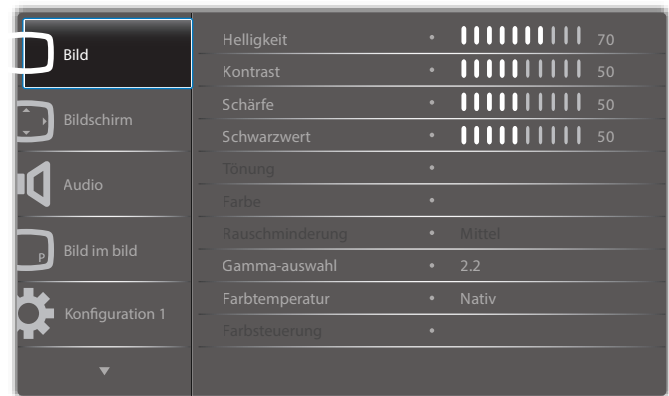 Bild
Bildschirm
Audio
P
Bild im bild
Konfiguration 1
Helligkeit • 70
Kontrast • 50
Schärfe • 50
Schwarzwert • 50
Tönung •
Farbe •
Rauschminderung • Mittel
Gamma-auswahl • 2.2
Farbtemperatur • Nativ
Farbsteuerung •